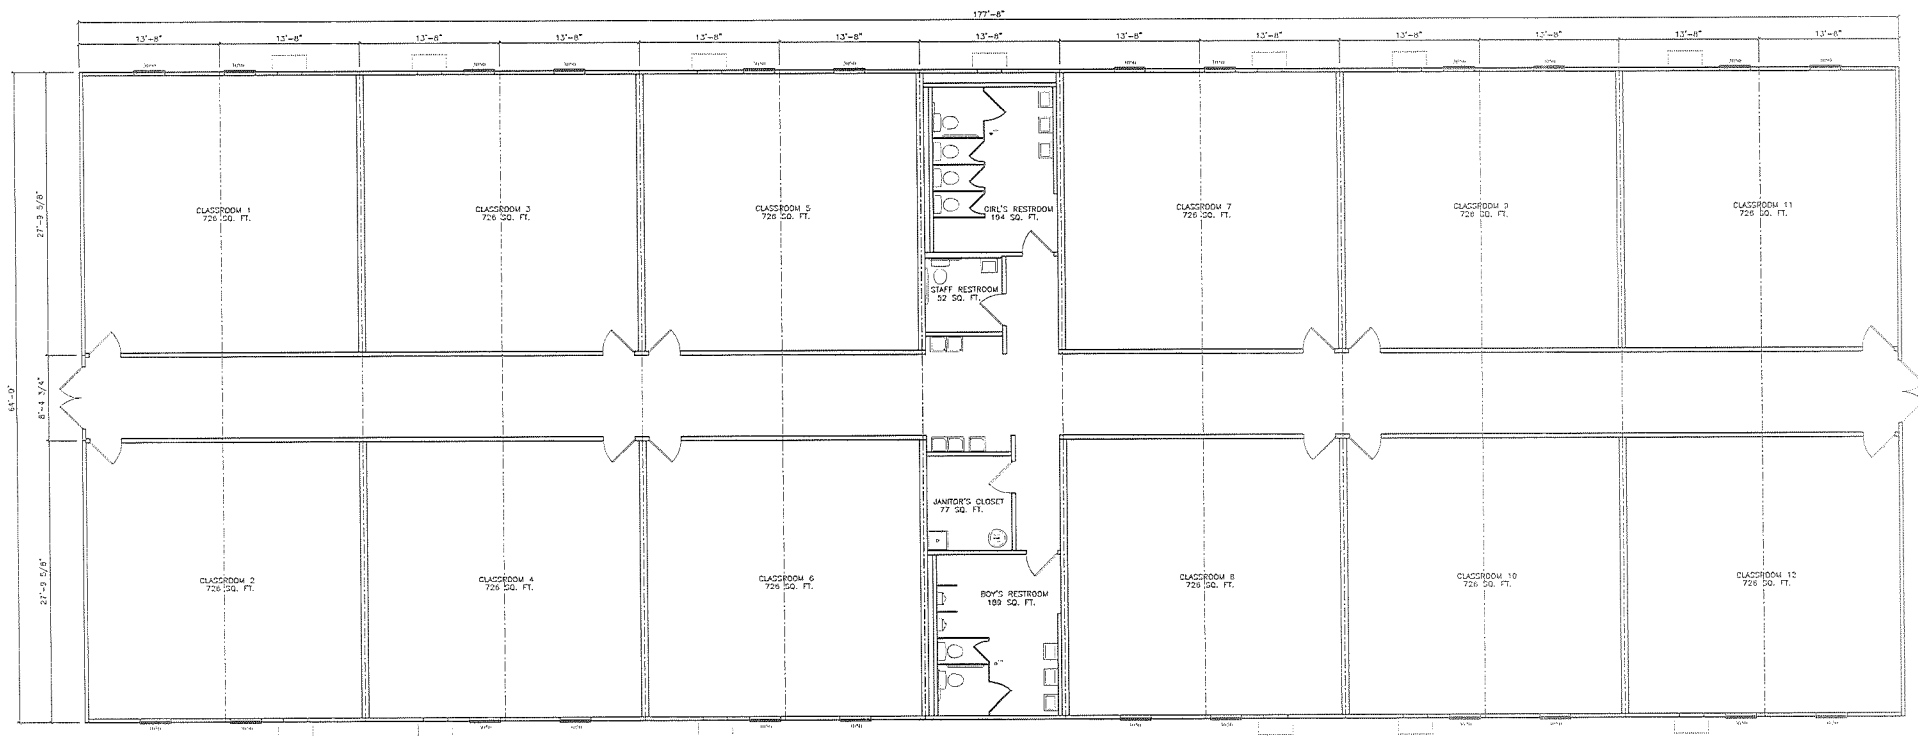 177'-8"
13'-8" 13'-8" 13'-8" 13'-8" 13'-8" 13'-8" 13'-8" 13'-8" 13'-8" 13'-8" 13'-8" 13'-8" 13'-8"
64'-0"
27'-9 5/8"
8'-4 3/4"
27'-9 5/8"
CLASSROOM 1
726 SQ. FT.
CLASSROOM 3
726 SQ. FT.
CLASSROOM 5
726 SQ. FT.
GIRL'S RESTROOM
194 SQ. FT.
CLASSROOM 7
726 SQ. FT.
CLASSROOM 9
726 SQ. FT.
CLASSROOM 11
726 SQ. FT.
STAFF RESTROOM
52 SQ. FT.
JANITOR'S CLOSET
77 SQ. FT.
CLASSROOM 2
726 SQ. FT.
CLASSROOM 4
726 SQ. FT.
CLASSROOM 6
726 SQ. FT.
BOY'S RESTROOM
189 SQ. FT.
CLASSROOM 8
726 SQ. FT.
CLASSROOM 10
726 SQ. FT.
CLASSROOM 12
726 SQ. FT.